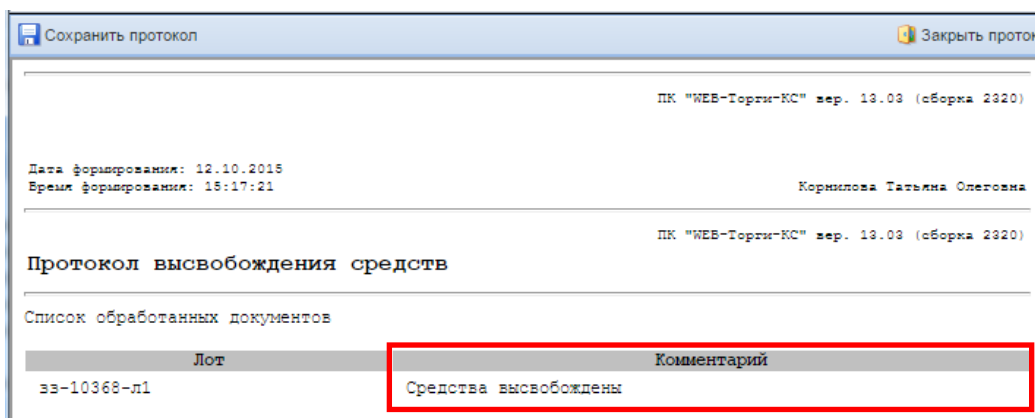 Сохранить протокол Закрыть проток
ПК "WEB-Торги-КС" вер. 13.03 (сборка 2320)
Дата формирования: 12.10.2015
Время формирования: 15:17:21 Корнилова Татьяна Олеговна
ПК "WEB-Торги-КС" вер. 13.03 (сборка 2320)
Протокол высвобождения средств
Список обработанных документов
Лот Комментарий
зз-10368-л1 Средства высвобождены